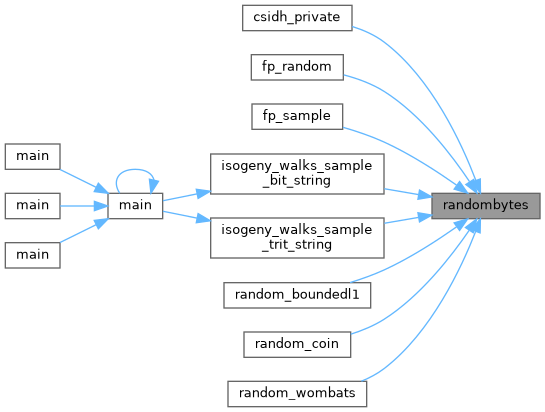 csidh_private
fp_random
fp_sample
main
isogeny_walks_sample
_bit_string
main
main
randombytes
isogeny_walks_sample
_trit_string
main
random_boundedl1
random_coin
random_wombats